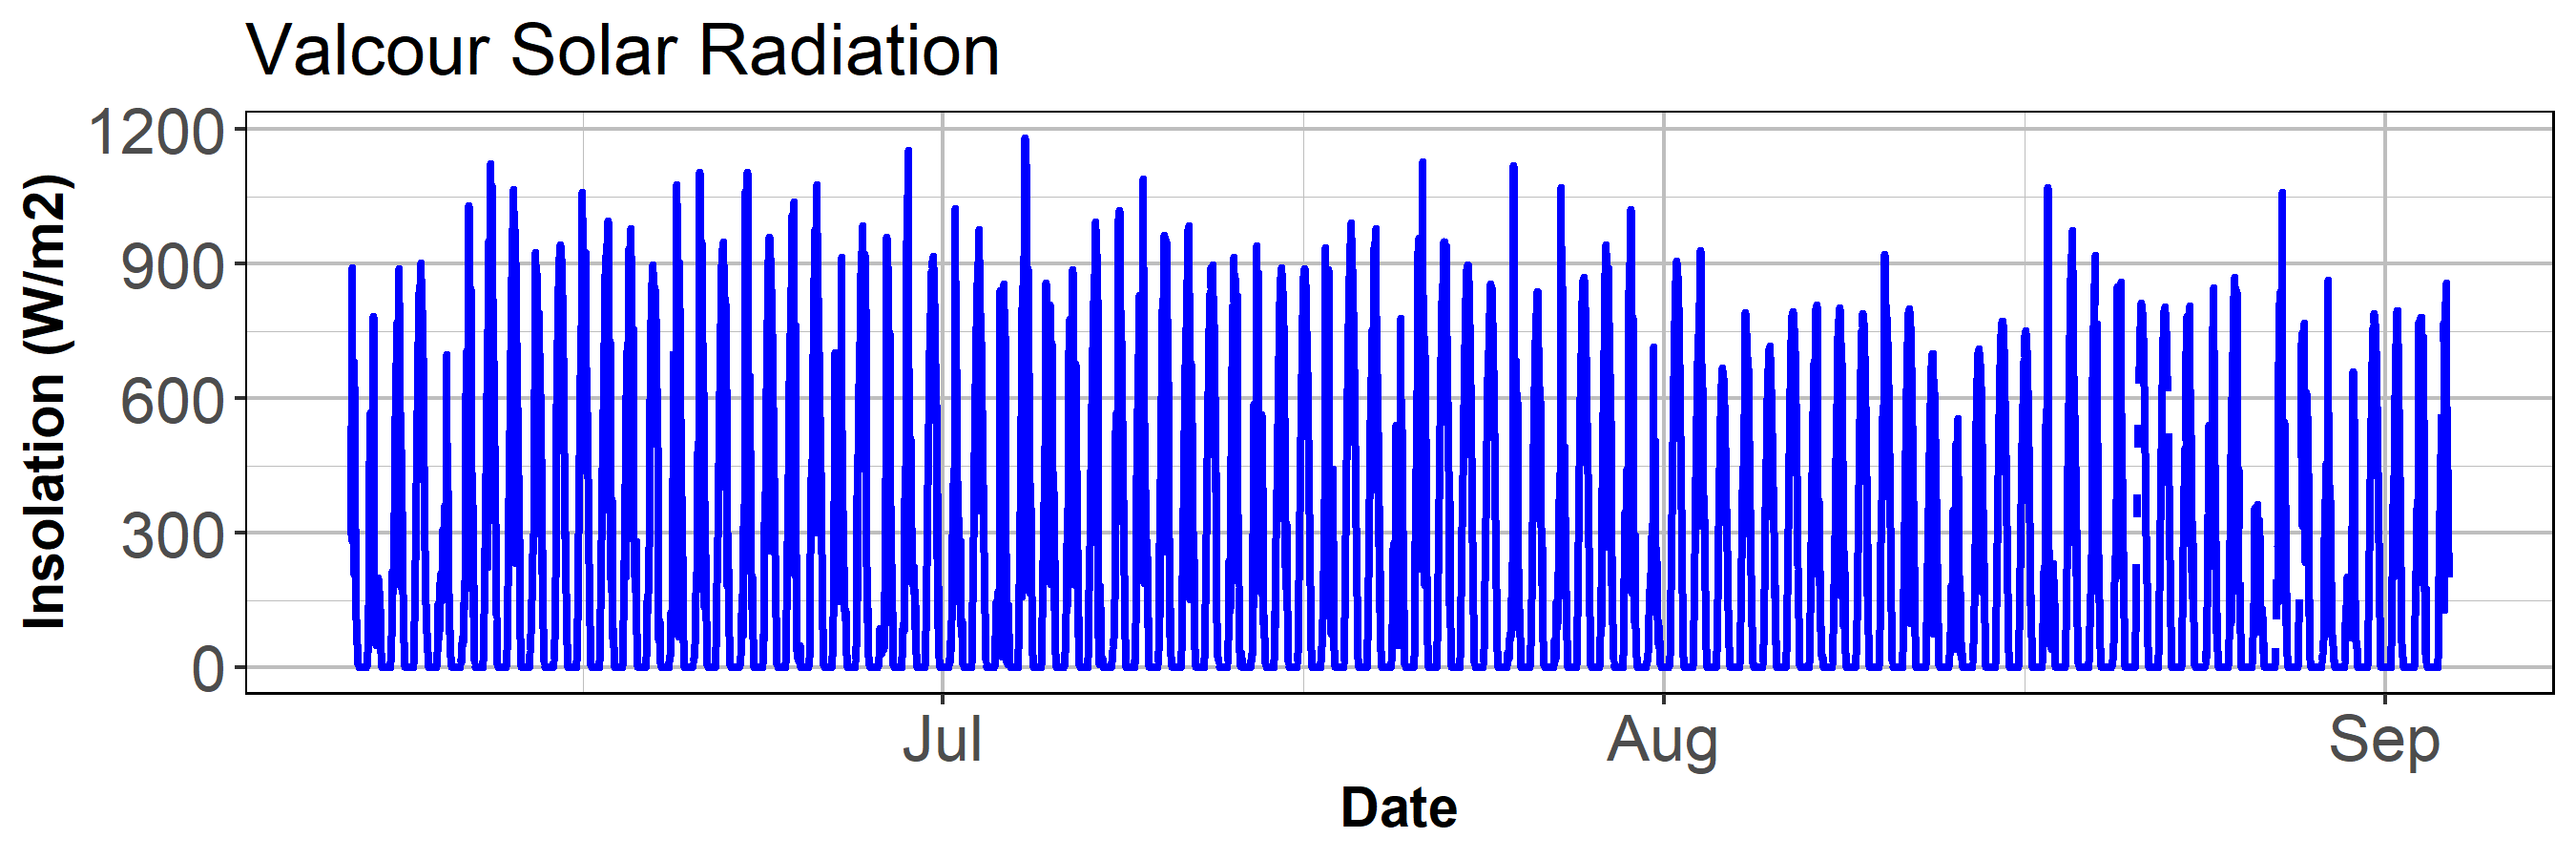 Valcour Solar Radiation
Insolation (W/m2)
1200
900
600
300
0
Jul Aug Sep
Date